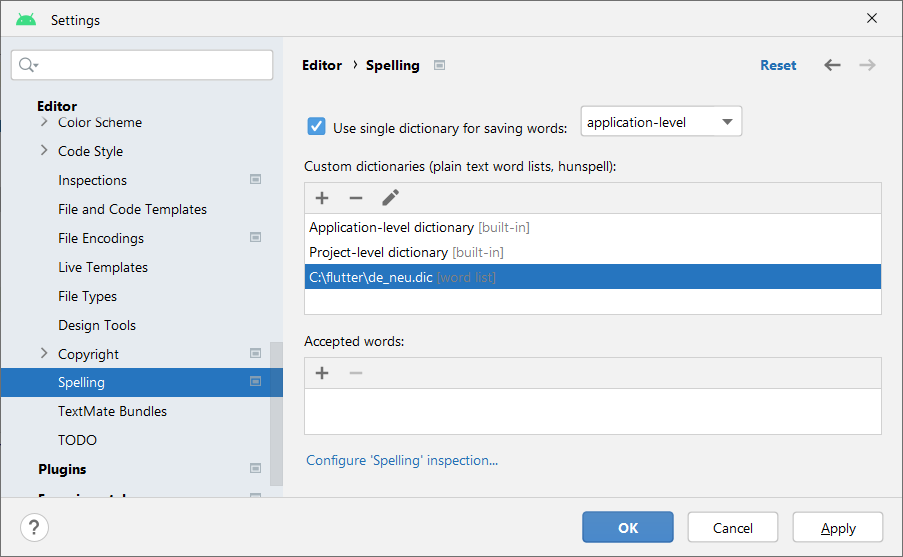 Settings
Editor
Color Scheme
Code Style
Inspections
File and Code Templates
File Encodings
Live Templates
File Types
Design Tools
Copyright
Spelling
TextMate Bundles
TODO
Plugins
Editor › Spelling
Reset
Use single dictionary for saving words: application-level
Custom dictionaries (plain text word lists, hunspell):
Application-level dictionary [built-in]
Project-level dictionary [built-in]
C:\flutter\de_neu.dic [word list]
Accepted words:
Configure 'Spelling' inspection...
?
OK
Cancel
Apply